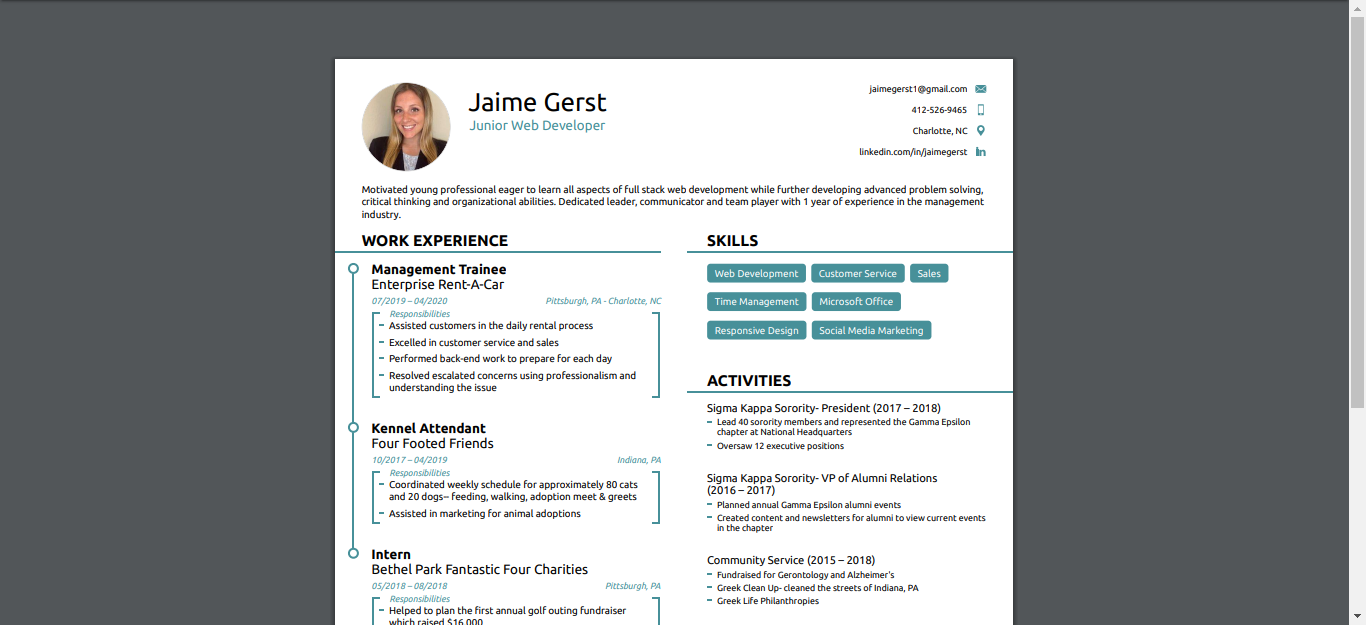 Jaime Gerst
Junior Web Developer
jaimegerst1@gmail.com
412-526-9465
Charlotte, NC
linkedin.com/in/jaimegerst
Motivated young professional eager to learn all aspects of full stack web development while further developing advanced problem solving,
critical thinking and organizational abilities. Dedicated leader, communicator and team player with 1 year of experience in the management
industry.
WORK EXPERIENCE
Management Trainee
Enterprise Rent-A-Car
07/2019 – 04/2020 Pittsburgh, PA - Charlotte, NC
Responsibilities
Assisted customers in the daily rental process
Excelled in customer service and sales
Performed back-end work to prepare for each day
Resolved escalated concerns using professionalism and
understanding the issue
Kennel Attendant
Four Footed Friends
10/2017 – 04/2019 Indiana, PA
Responsibilities
Coordinated weekly schedule for approximately 80 cats
and 20 dogs– feeding, walking, adoption meet & greets
Assisted in marketing for animal adoptions
Intern
Bethel Park Fantastic Four Charities
05/2018 – 08/2018 Pittsburgh, PA
Responsibilities
Helped to plan the first annual golf outing fundraiser
which raised $16,000
SKILLS
Web Development Customer Service Sales
Time Management Microsoft Office
Responsive Design Social Media Marketing
ACTIVITIES
Sigma Kappa Sorority- President (2017 – 2018)
Lead 40 sorority members and represented the Gamma Epsilon
chapter at National Headquarters
Oversaw 12 executive positions
Sigma Kappa Sorority- VP of Alumni Relations
(2016 – 2017)
Planned annual Gamma Epsilon alumni events
Created content and newsletters for alumni to view current events
in the chapter
Community Service (2015 – 2018)
Fundraised for Gerontology and Alzheimer's
Greek Clean Up- cleaned the streets of Indiana, PA
Greek Life Philanthropies